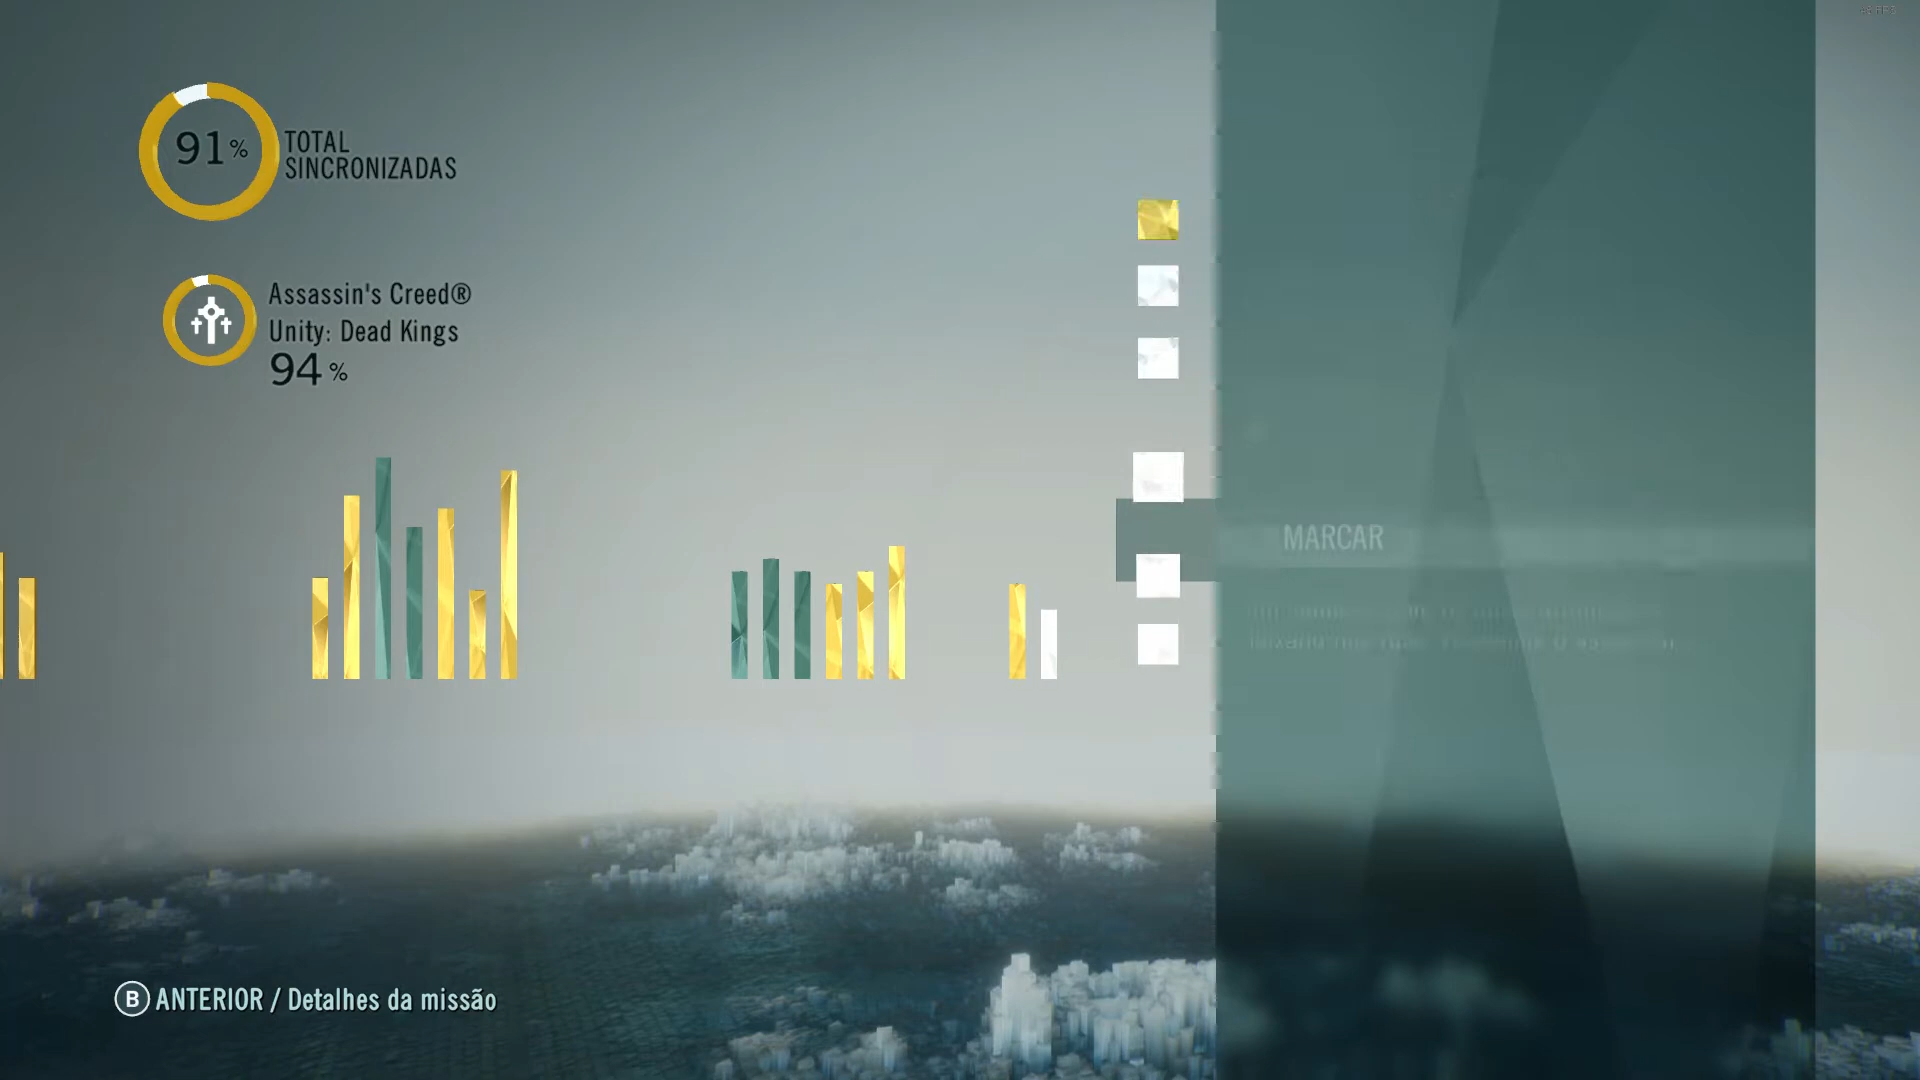 91%
TOTAL
SINCRONIZADAS
Assassin's Creed®
Unity: Dead Kings
94 %
MARCAR
B ANTERIOR / Detalhes da missão